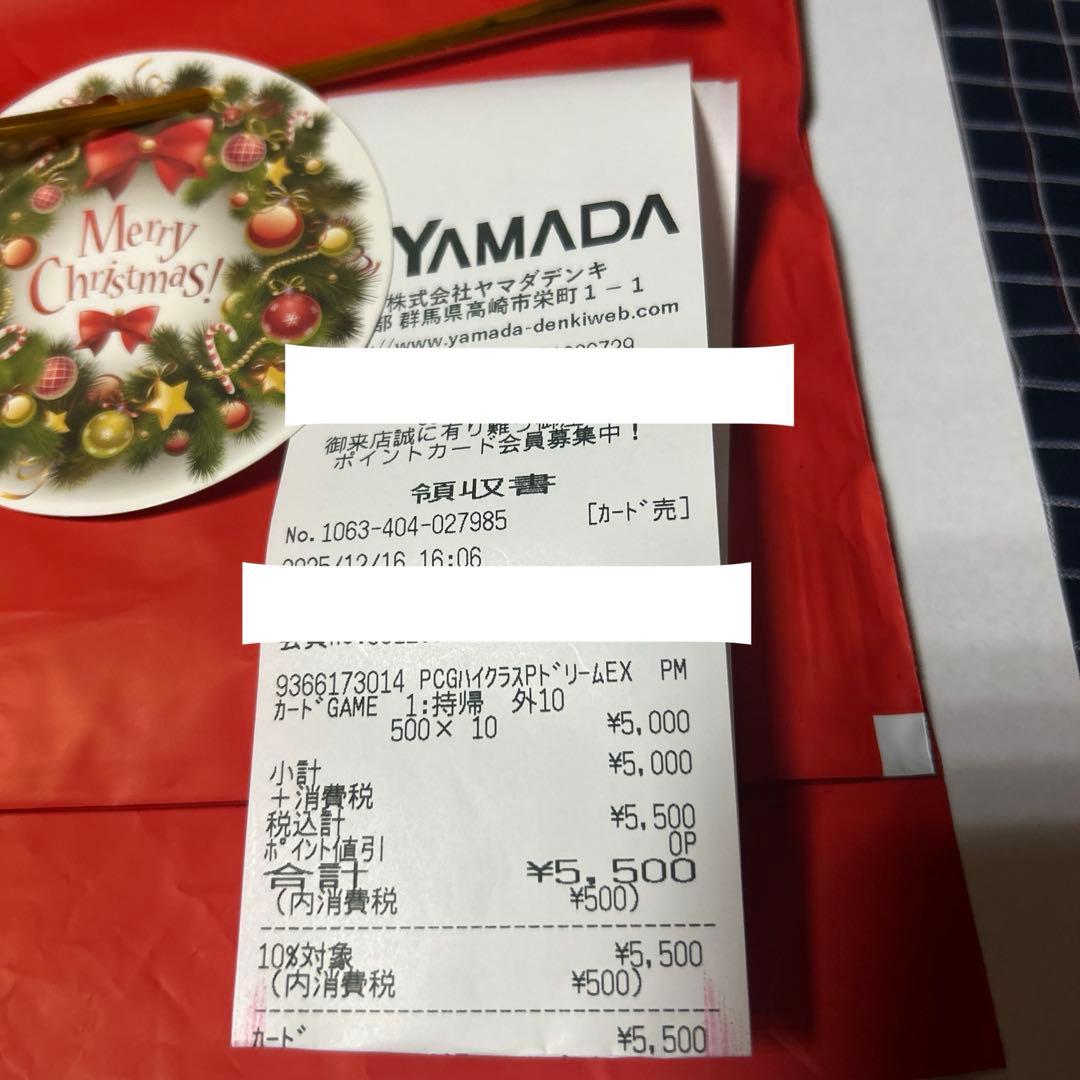 Merry
Christmas!
YAMADA
株式会社ヤマダデンキ
部 群馬県高崎市栄町1-1
//www.yamada-denkiweb.com
御来店誠に有り難う
ポイントカード会員募集中!
領収書
No.1063-404-027985 [カード売]
2025/12/16 16:06
9366173014 PCGハイクラスPドリームEX PM
カードGAME 1:持帰 外10
500× 10 ¥5,000
小計 ¥5,000
+消費税
税込計 ¥5,500
ポイント値引 0P
合計 ¥5,500
(内消費税 ¥500)
10%対象 ¥5,500
(内消費税 ¥500)
カード ¥5,500